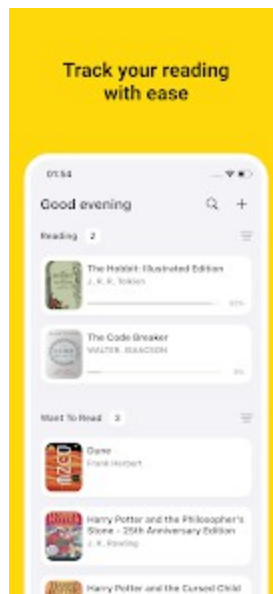 Track your reading
with ease
01:54
Good evening
Reading 2
The Hobbit: Illustrated Edition
J. R. R. Tolkien
The Code Breaker
WALTER ISAACSON
Want To Read 3
Dune
Frank Herbert
Harry Potter and the Philosopher's
Stone - 25th Anniversary Edition
J. K. Rowling
Harry Potter and the Cursed Child